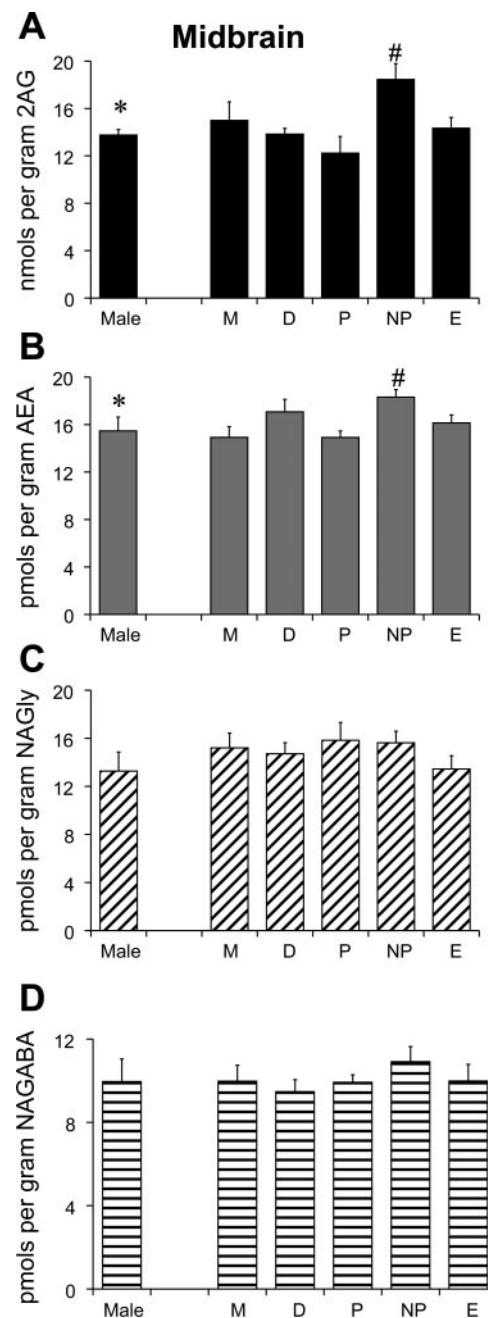 A
Midbrain
nmols per gram 2AG
20
16
12
8
4
0
*
#
Male M D P NP E
B
pmols per gram AEA
20
16
12
8
4
0
*
#
Male M D P NP E
C
pmols per gram NAGly
20
16
12
8
4
0
Male M D P NP E
D
pmols per gram NAGABA
12
8
4
0
Male M D P NP E